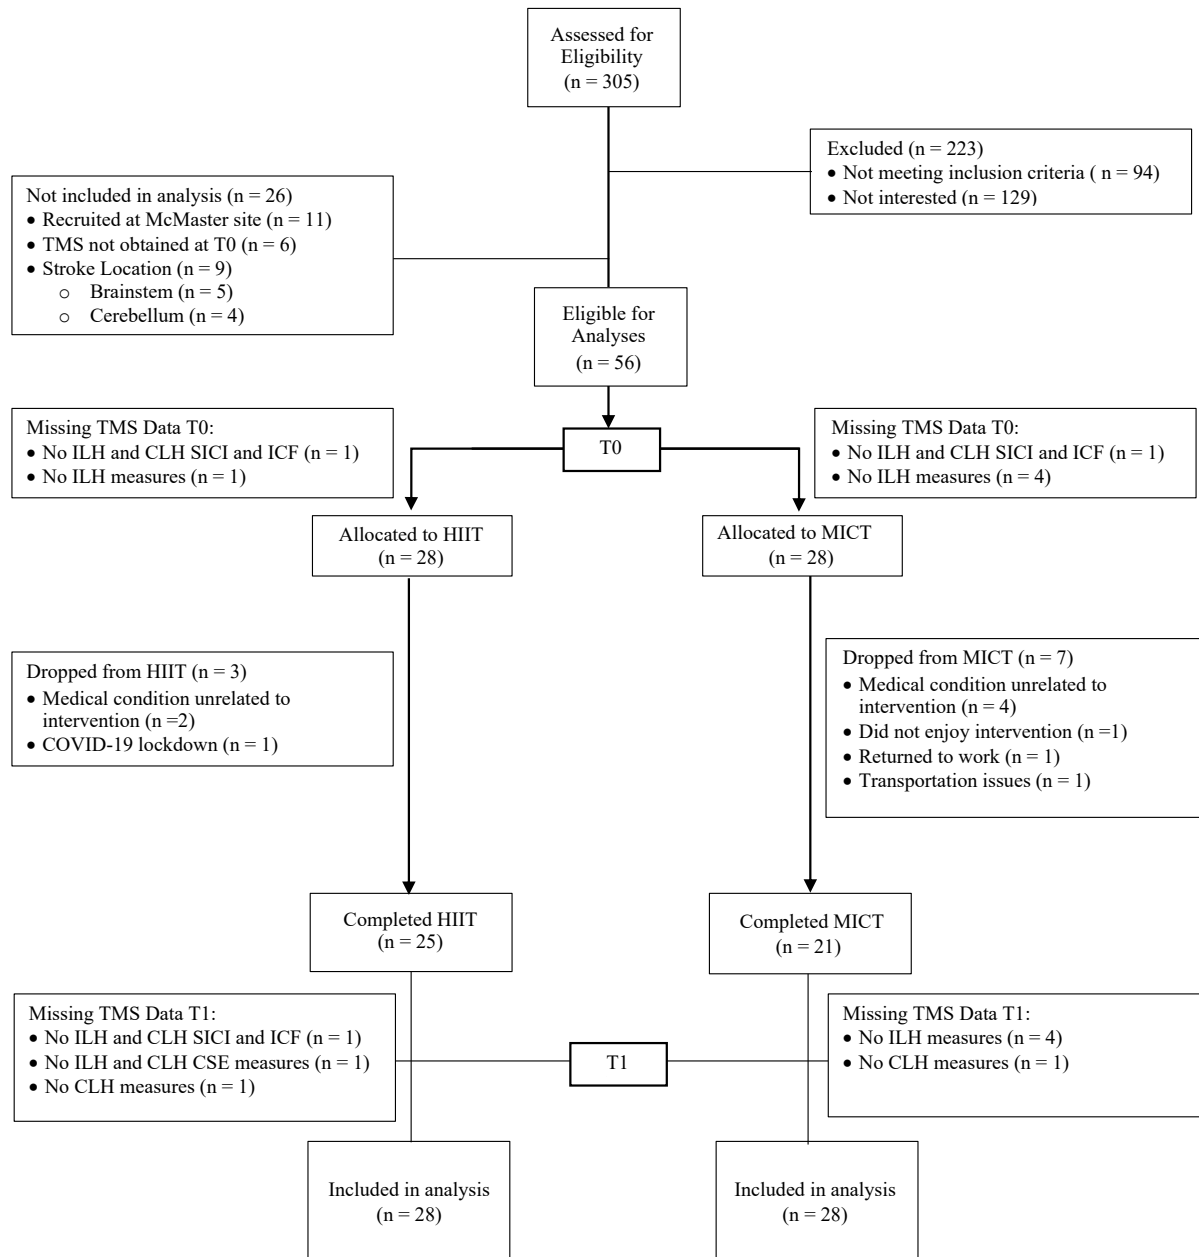 Assessed for
Eligibility
(n = 305)
Excluded (n = 223)
• Not meeting inclusion criteria ( n = 94)
• Not interested (n = 129)
Not included in analysis (n = 26)
• Recruited at McMaster site (n = 11)
• TMS not obtained at T0 (n = 6)
• Stroke Location (n = 9)
o Brainstem (n = 5)
o Cerebellum (n = 4)
Eligible for
Analyses
(n = 56)
Missing TMS Data T0:
• No ILH and CLH SICI and ICF (n = 1)
• No ILH measures (n = 1)
T0
Missing TMS Data T0:
• No ILH and CLH SICI and ICF (n = 1)
• No ILH measures (n = 4)
Allocated to HIIT
(n = 28)
Allocated to MICT
(n = 28)
Dropped from HIIT (n = 3)
• Medical condition unrelated to
intervention (n =2)
• COVID-19 lockdown (n = 1)
Dropped from MICT (n = 7)
• Medical condition unrelated to
intervention (n = 4)
• Did not enjoy intervention (n =1)
• Returned to work (n = 1)
• Transportation issues (n = 1)
Completed HIIT
(n = 25)
Completed MICT
(n = 21)
Missing TMS Data T1:
• No ILH and CLH SICI and ICF (n = 1)
• No ILH and CLH CSE measures (n = 1)
• No CLH measures (n = 1)
T1
Missing TMS Data T1:
• No ILH measures (n = 4)
• No CLH measures (n = 1)
Included in analysis
(n = 28)
Included in analysis
(n = 28)